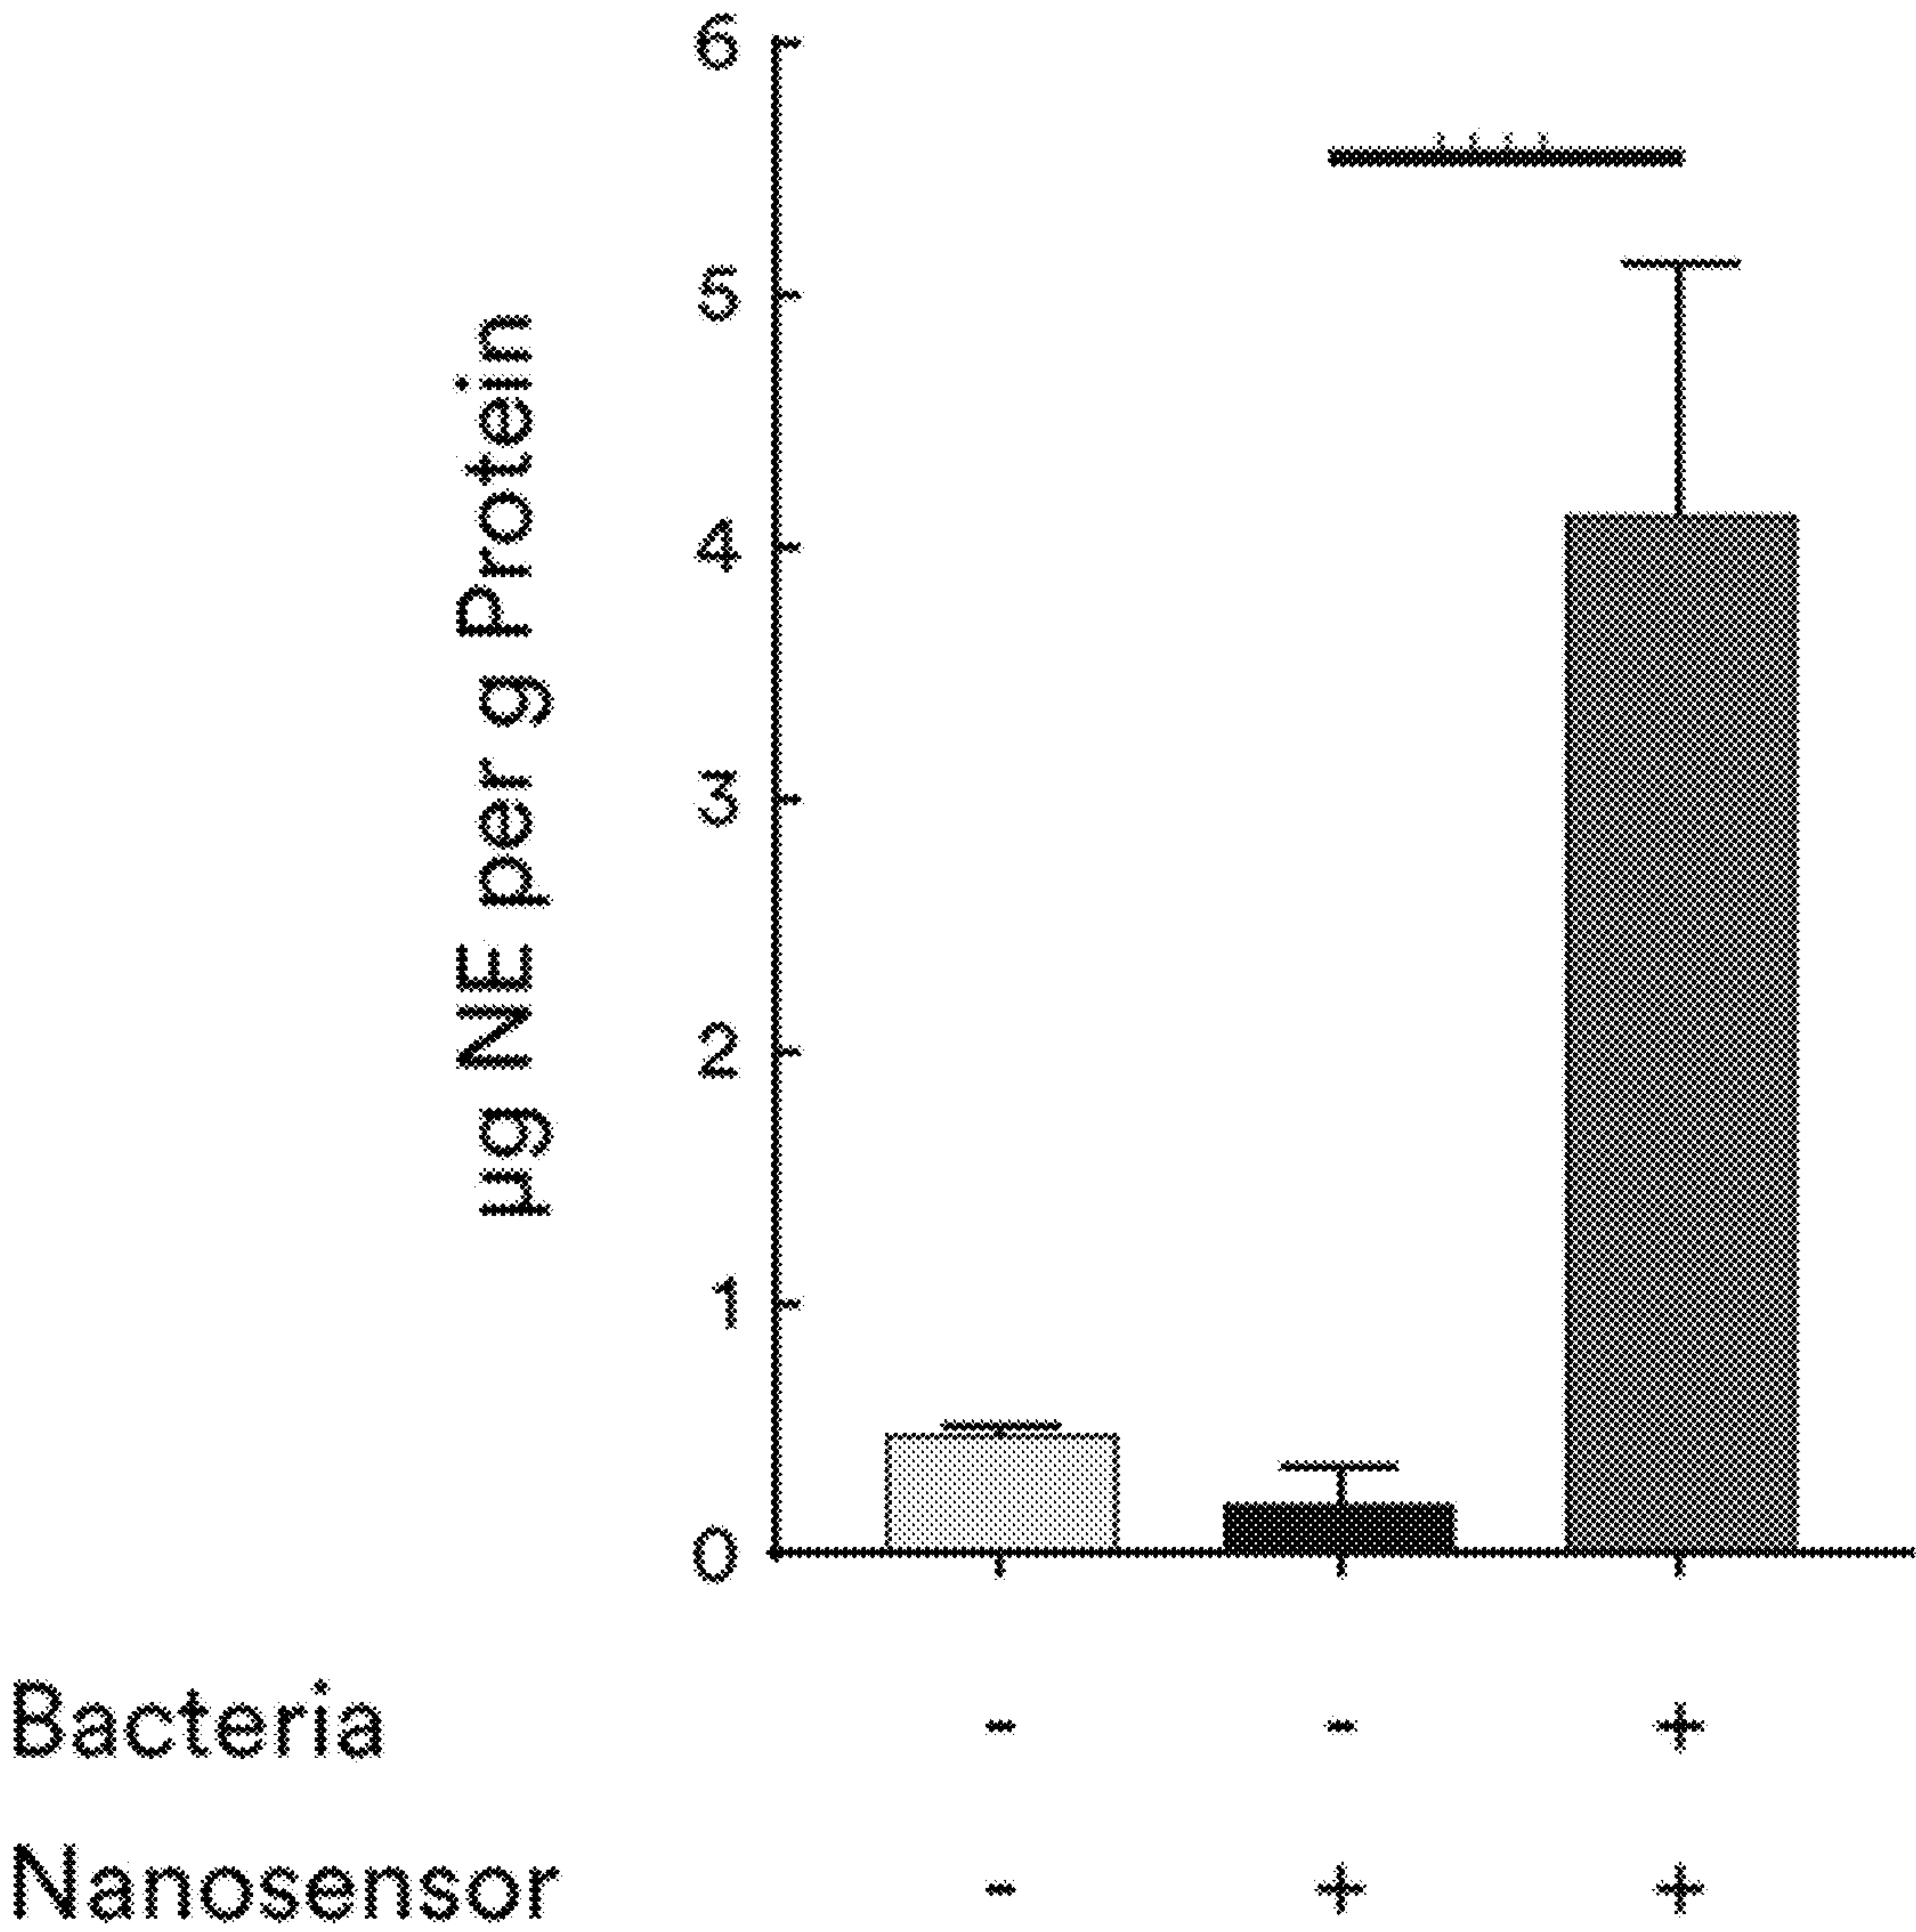 6
5
4
3
2
1
0
µg NE per g Protein
Bacteria - - +
Nanosensor - + +